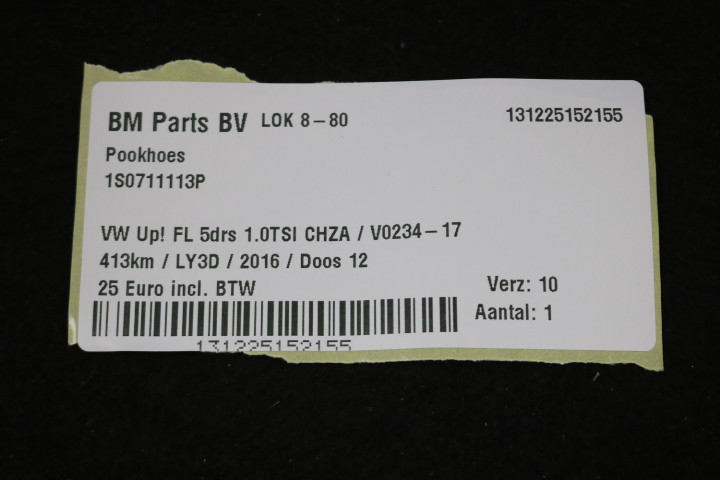 BM Parts BV LOK 8-80 131225152155
Pookhoes
1S0711113P
VW Up! FL 5drs 1.0TSI CHZA / V0234-17
413km / LY3D / 2016 / Doos 12
25 Euro incl. BTW Verz: 10
Aantal: 1
131225152155